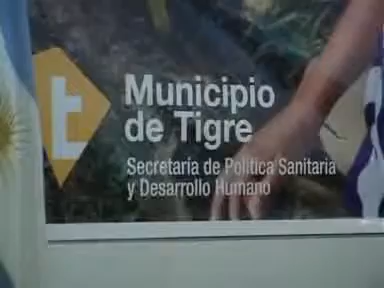 t
Municipio
de Tigre
Secretaría de Política Sanitaria
y Desarrollo Humano